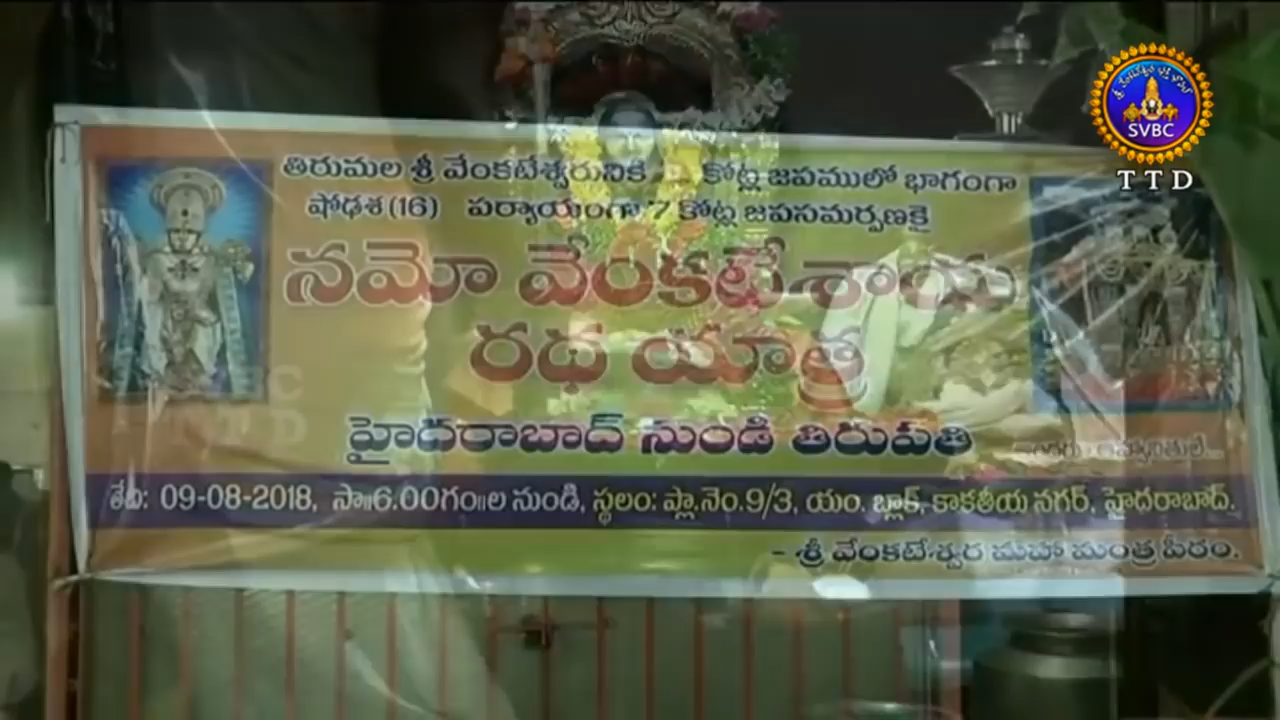 SVBC
TTD
తిరుమల శ్రీ వేంకటేశ్వరునికి కోట్ల జపములో భాగంగా
షోఢశ (16) పర్యాయంగా 7 కోట్ల జపసమర్పణకై
నమో వేంకటేశాయ
రథ యాత్ర
హైదరాబాద్ నుండి తిరుపతి
తేది: 09-08-2018, సా॥6.00గం॥ల నుండి, స్థలం: ప్లా.నెం.9/3, యం. బ్లాక్, కాకతీయ నగర్, హైదరాబాద్.
- శ్రీ వేంకటేశ్వర మహా మంత్ర పీఠం.